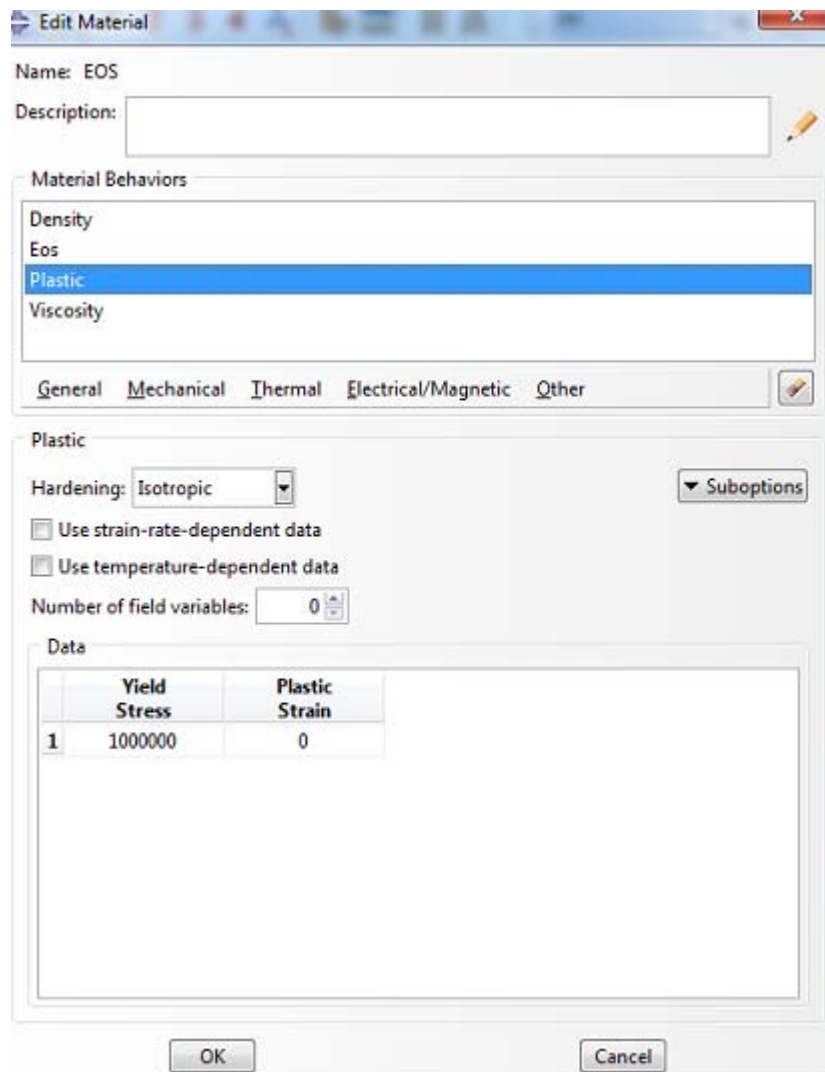 Edit Material
Name: EOS
Description:
Material Behaviors
Density
Eos
Plastic
Viscosity
General Mechanical Thermal Electrical/Magnetic Other
Plastic
Hardening: Isotropic Suboptions
Use strain-rate-dependent data
Use temperature-dependent data
Number of field variables: 0
Data
Yield Plastic
Stress Strain
1 1000000 0
OK Cancel